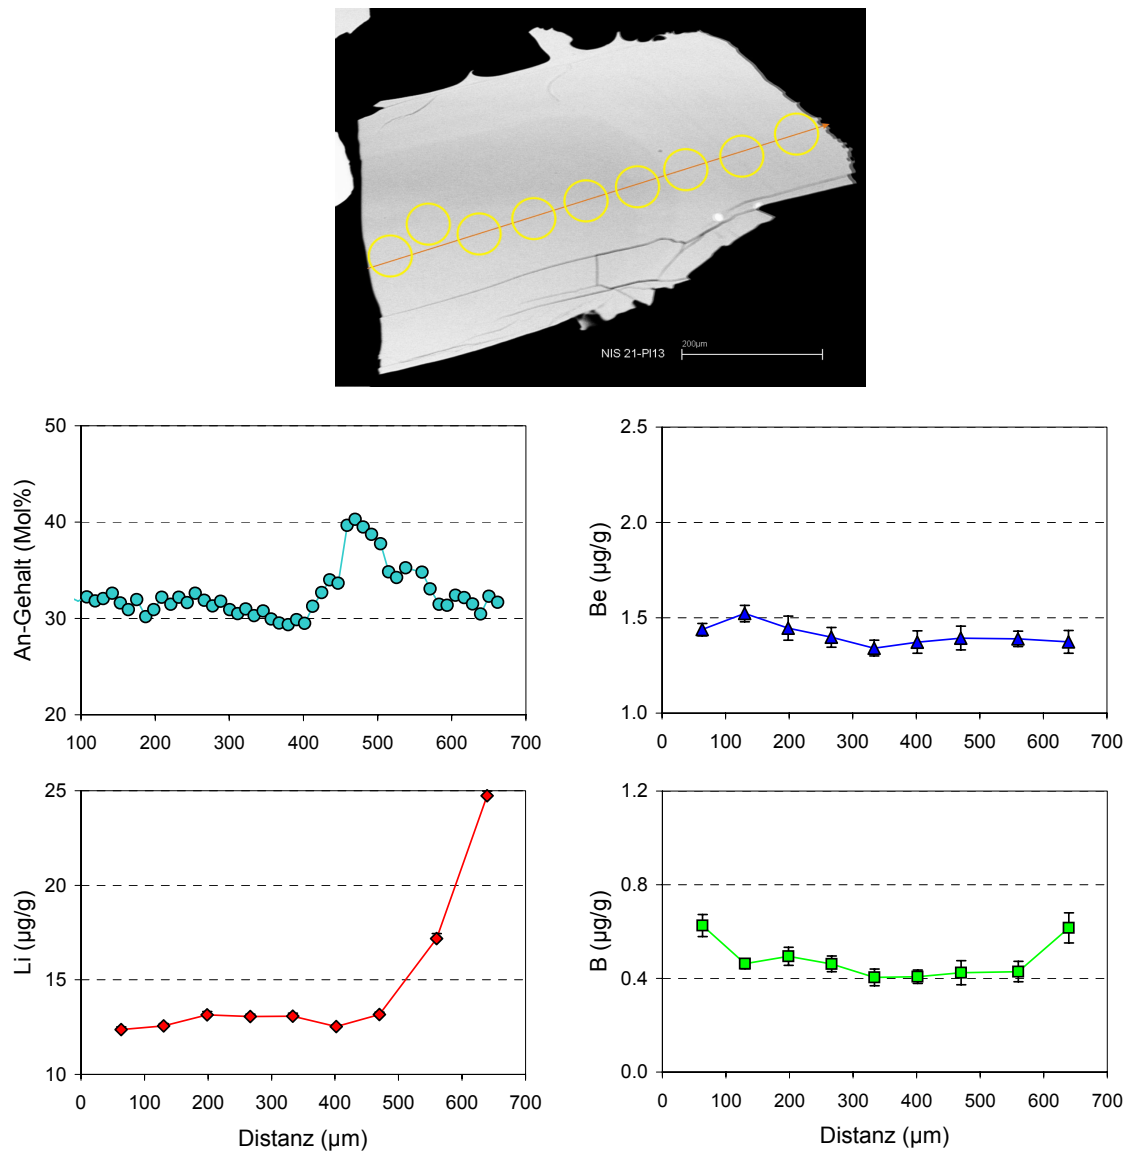 200µm
NIS 21-Pl13
50
40
30
20
An-Gehalt (Mol%)
100 200 300 400 500 600 700
2.5
2.0
1.5
1.0
Be (µg/g)
0 100 200 300 400 500 600 700
25
20
15
10
Li (µg/g)
0 100 200 300 400 500 600 700
Distanz (µm)
1.2
0.8
0.4
0.0
B (µg/g)
0 100 200 300 400 500 600 700
Distanz (µm)